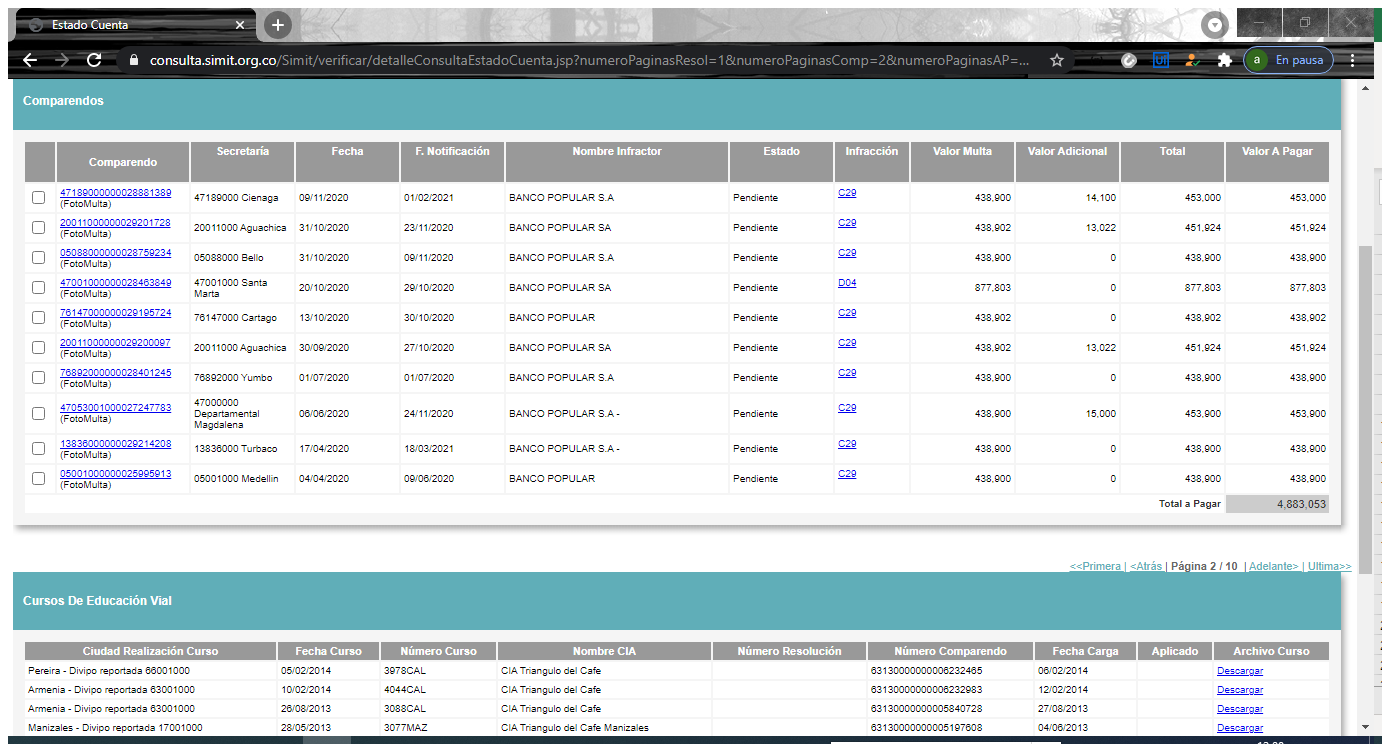 Estado Cuenta
consulta.simit.org.co/Simit/verificar/detalleConsultaEstadoCuenta.jsp?numeroPaginasResol=1&numeroPaginasComp=2&numeroPaginasAP=...
a En pausa
Comparendos
Comparendo Secretaría Fecha F. Notificación Nombre Infractor Estado Infracción Valor Multa Valor Adicional Total Valor A Pagar
47189000000028881389 (FotoMulta) 47189000 Cienaga 09/11/2020 01/02/2021 BANCO POPULAR S.A Pendiente C29 438,900 14,100 453,000 453,000
20011000000029201728 (FotoMulta) 20011000 Aguachica 31/10/2020 23/11/2020 BANCO POPULAR SA Pendiente C29 438,902 13,022 451,924 451,924
05088000000028759234 (FotoMulta) 05088000 Bello 31/10/2020 09/11/2020 BANCO POPULAR S.A Pendiente C29 438,900 0 438,900 438,900
47001000000028463849 (FotoMulta) 47001000 Santa Marta 20/10/2020 29/10/2020 BANCO POPULAR SA Pendiente D04 877,803 0 877,803 877,803
76147000000029195724 (FotoMulta) 76147000 Cartago 13/10/2020 30/10/2020 BANCO POPULAR Pendiente C29 438,902 0 438,902 438,902
20011000000029200097 (FotoMulta) 20011000 Aguachica 30/09/2020 27/10/2020 BANCO POPULAR SA Pendiente C29 438,902 13,022 451,924 451,924
76892000000028401245 (FotoMulta) 76892000 Yumbo 01/07/2020 01/07/2020 BANCO POPULAR S.A Pendiente C29 438,900 0 438,900 438,900
47053001000027247783 (FotoMulta) 47000000 Departamental Magdalena 06/06/2020 24/11/2020 BANCO POPULAR S.A - Pendiente C29 438,900 15,000 453,900 453,900
13836000000029214208 (FotoMulta) 13836000 Turbaco 17/04/2020 18/03/2021 BANCO POPULAR S.A - Pendiente C29 438,900 0 438,900 438,900
05001000000025995913 (FotoMulta) 05001000 Medellin 04/04/2020 09/06/2020 BANCO POPULAR Pendiente C29 438,900 0 438,900 438,900
Total a Pagar 4,883,053
<<Primera | <Atrás | Página 2 / 10 | Adelante> | Ultima>>
Cursos De Educación Vial
Ciudad Realización Curso Fecha Curso Número Curso Nombre CIA Número Resolución Número Comparendo Fecha Carga Aplicado Archivo Curso
Pereira - Divipo reportada 66001000 05/02/2014 3978CAL CIA Triangulo del Cafe 63130000000006232465 06/02/2014 Descargar
Armenia - Divipo reportada 63001000 10/02/2014 4044CAL CIA Triangulo del Cafe 63130000000006232983 12/02/2014 Descargar
Armenia - Divipo reportada 63001000 26/08/2013 3088CAL CIA Triangulo del Cafe 63130000000005840728 27/08/2013 Descargar
Manizales - Divipo reportada 17001000 28/05/2013 3077MAZ CIA Triangulo del Cafe Manizales 63130000000005197608 04/06/2013 Descargar